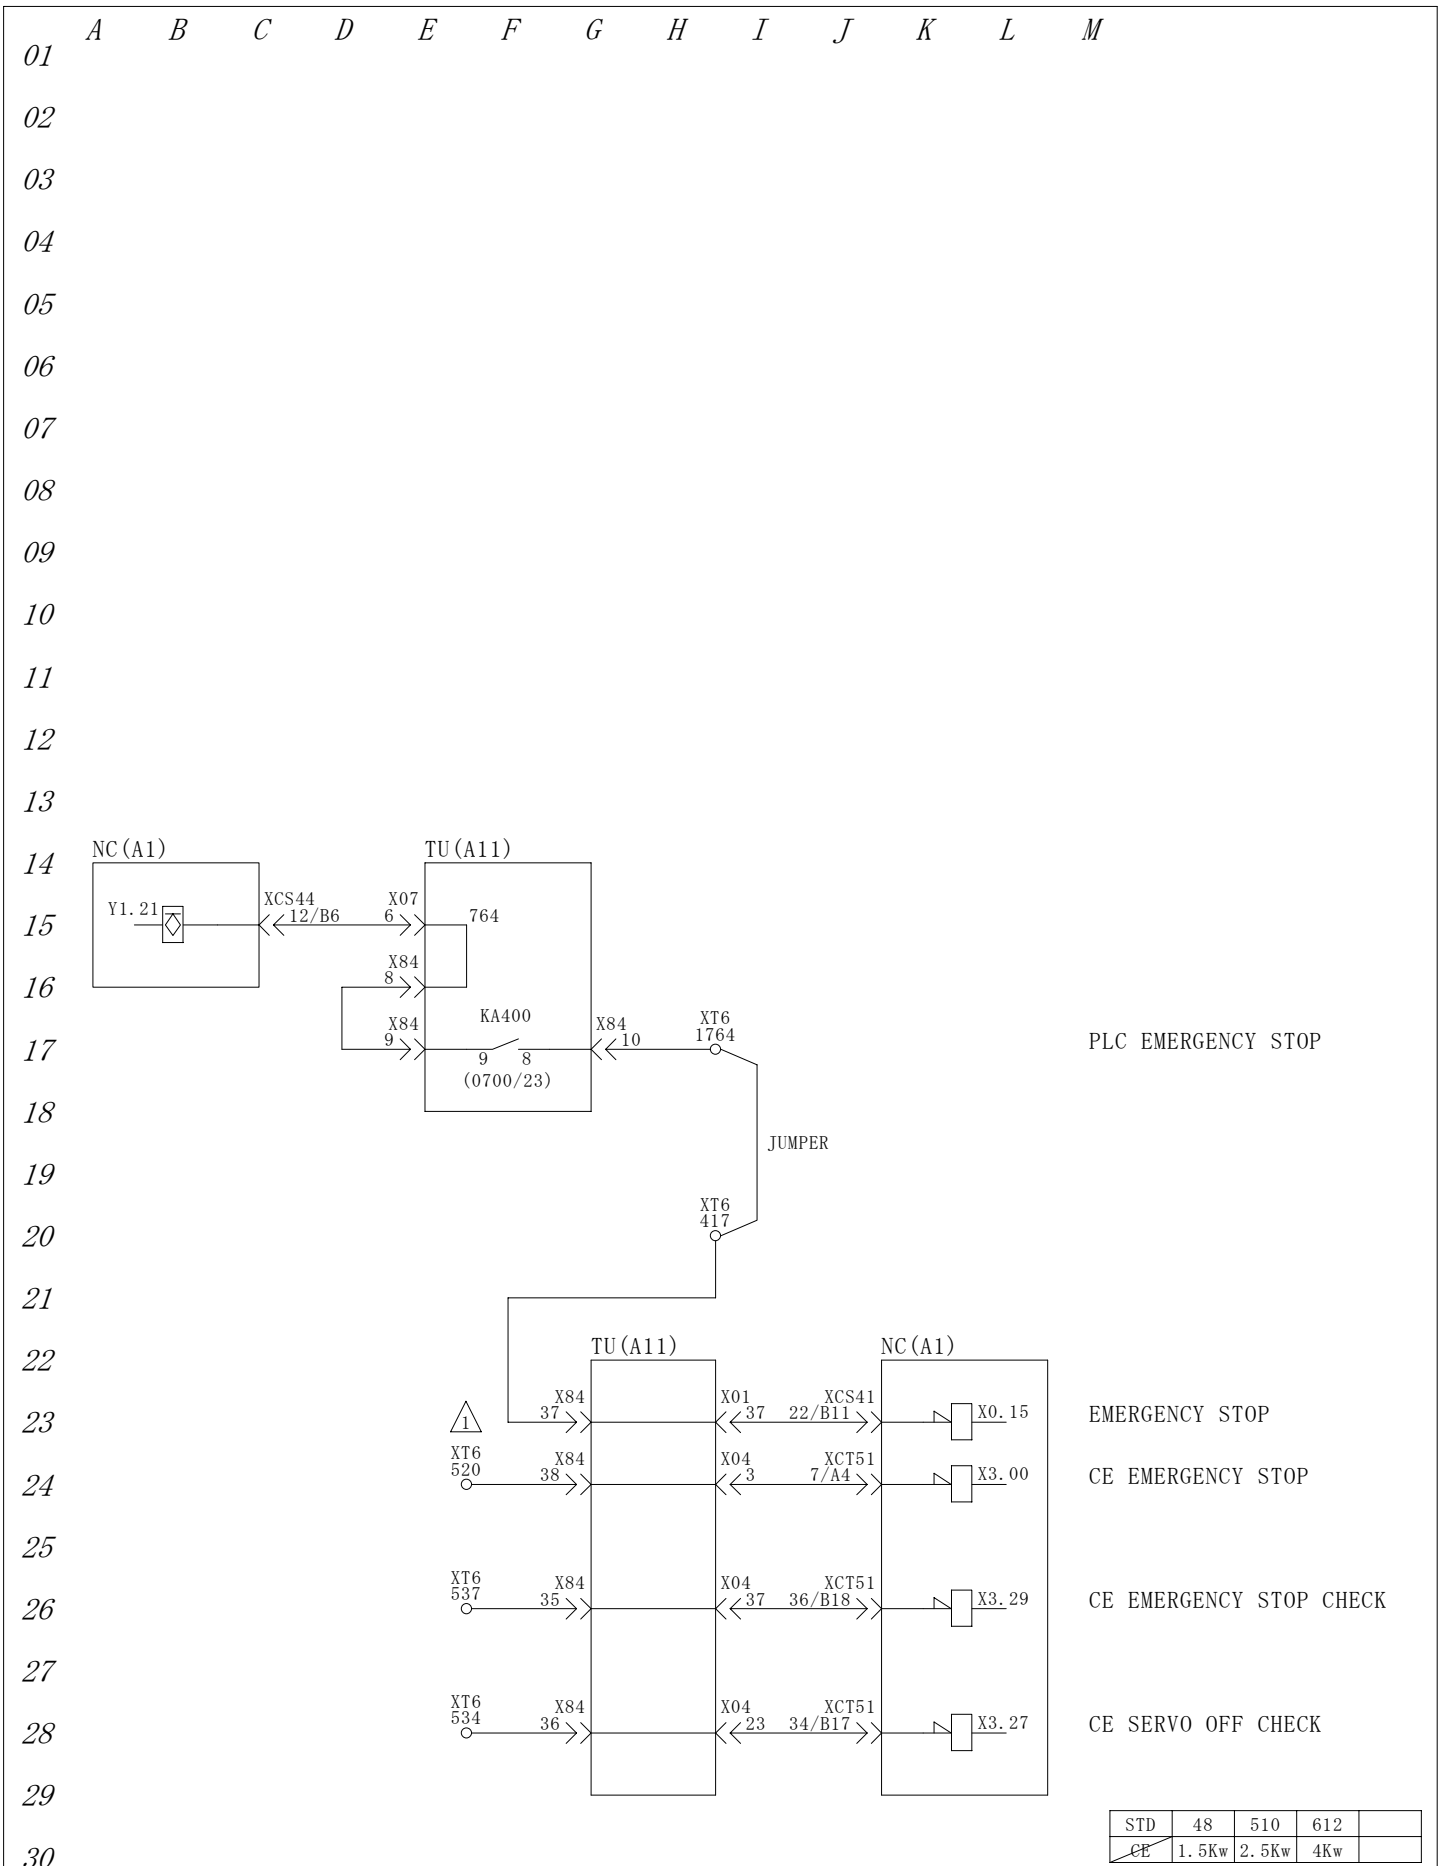 A B C D E F G H I J K L M
01
02
03
04
05
06
07
08
09
10
11
12
13
NC(A1) TU(A11)
14
XCS44 X07
Y1.21 12/B6 6 764
15
X84
8
16
X84 KA400 X84 XT6
9 10 1764
17 PLC EMERGENCY STOP
9 8
(0700/23)
18
JUMPER
19
XT6
417
20
21
TU(A11) NC(A1)
22
X84 X01 XCS41
1 37 37 22/B11 X0.15 EMERGENCY STOP
23
XT6 X84 X04 XCT51
520 38 3 7/A4 X3.00 CE EMERGENCY STOP
24
25
XT6 X84 X04 XCT51
537 35 37 36/B18 X3.29 CE EMERGENCY STOP CHECK
26
27
XT6 X84 X04 XCT51
534 36 23 34/B17 X3.27 CE SERVO OFF CHECK
28
29
STD 48 510 612
CE 1.5Kw 2.5Kw 4Kw
30